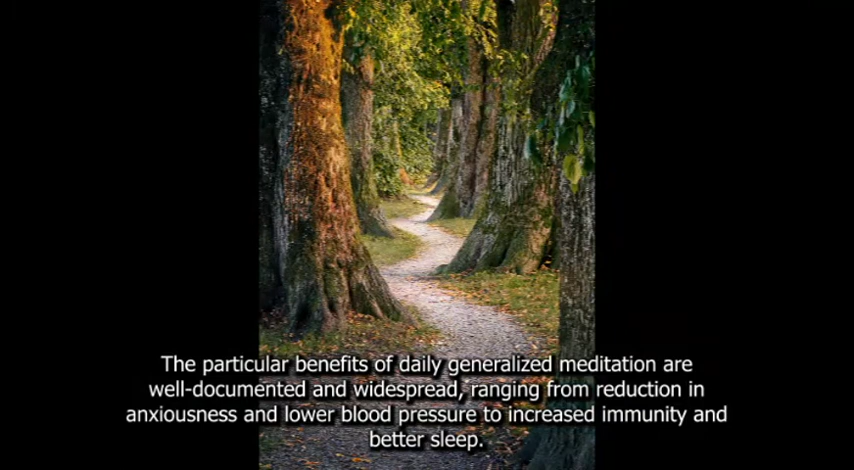 The particular benefits of daily generalized meditation are
well-documented and widespread, ranging from reduction in
anxiousness and lower blood pressure to increased immunity and
better sleep.